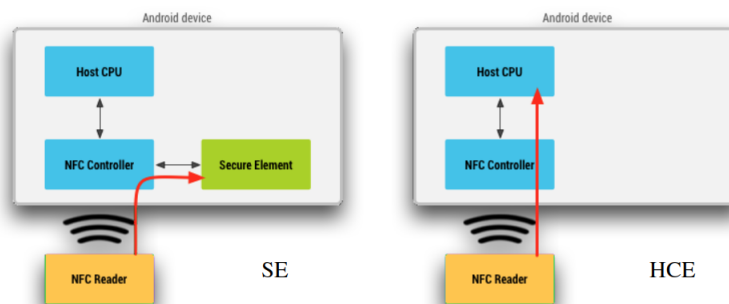 Android device
Host CPU
NFC Controller
Secure Element
NFC Reader
SE
Android device
Host CPU
NFC Controller
NFC Reader
HCE